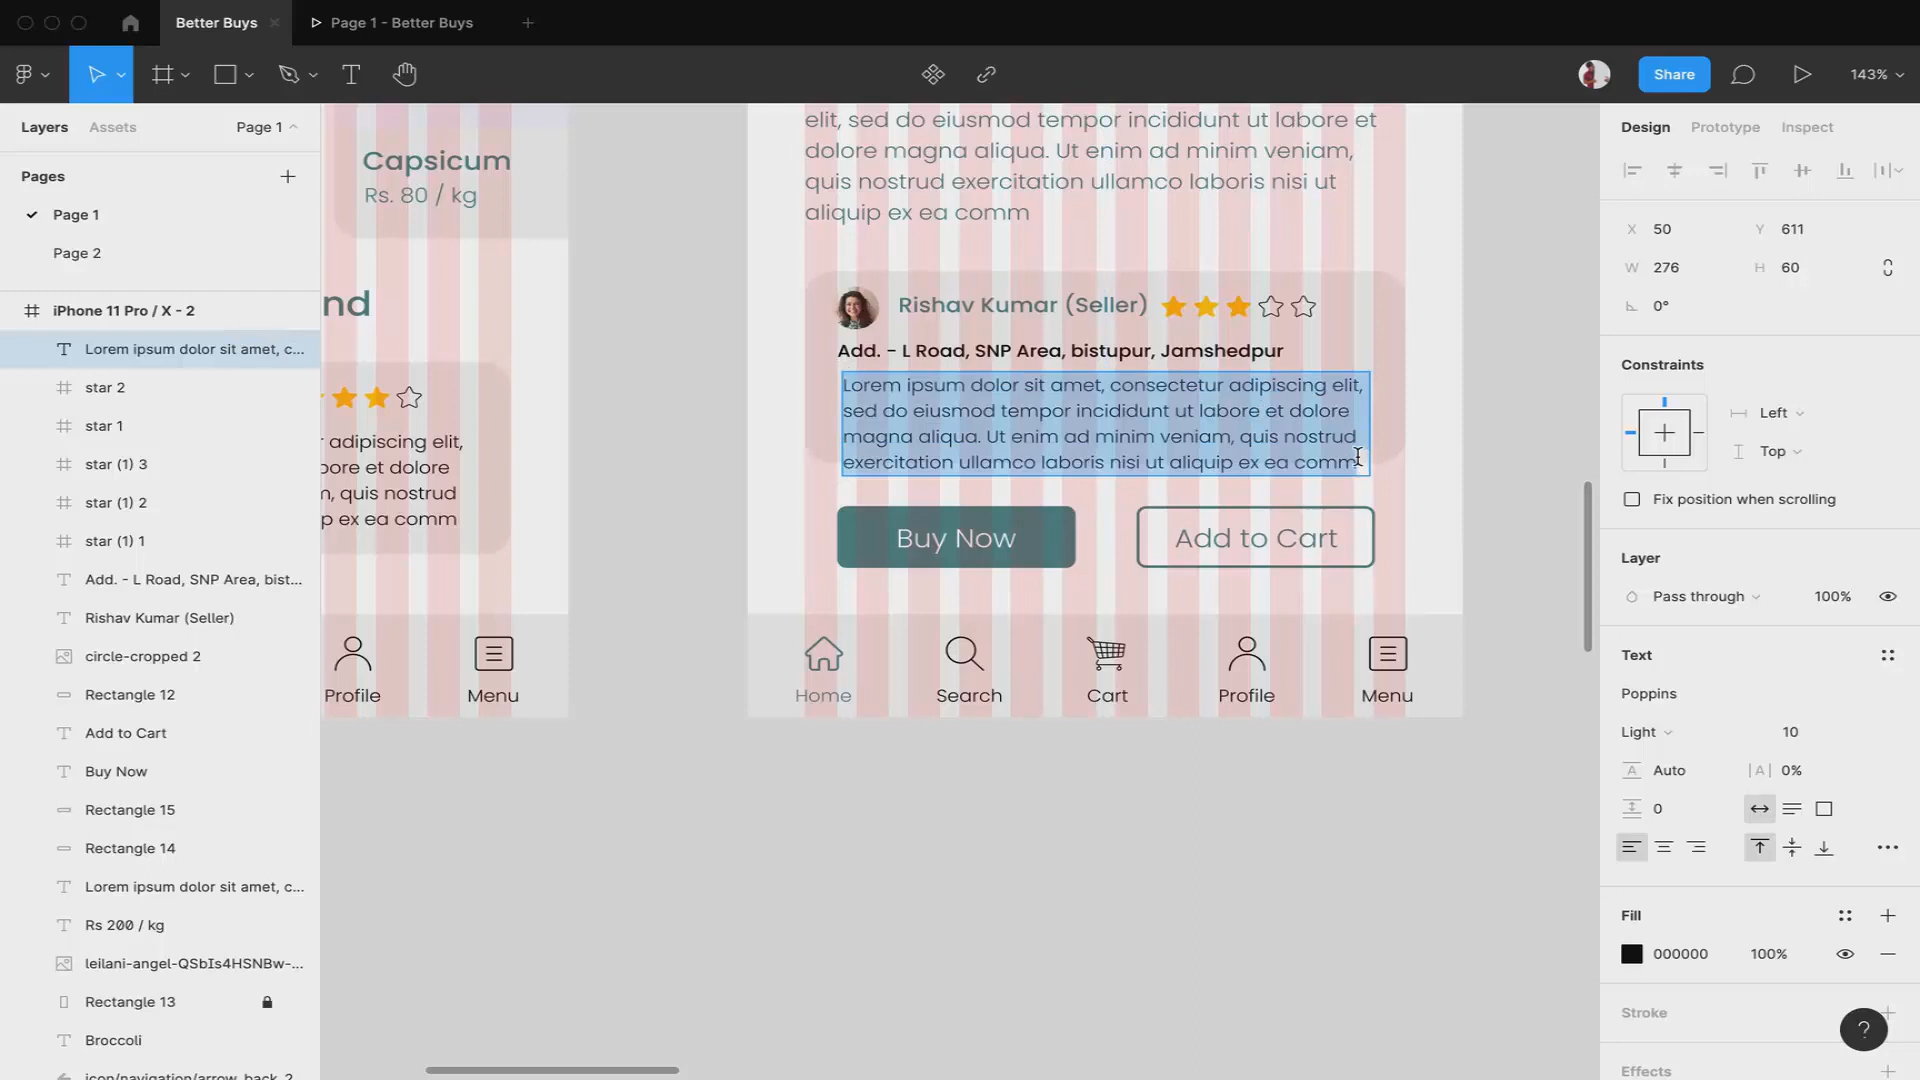 Better Buys
Page 1 - Better Buys
Share
143%
Layers
Assets
Page 1
Pages
Page 1
Page 2
iPhone 11 Pro / X - 2
Lorem ipsum dolor sit amet, c...
star 2
star 1
star (1) 3
star (1) 2
star (1) 1
Add. - L Road, SNP Area, bist...
Rishav Kumar (Seller)
circle-cropped 2
Rectangle 12
Add to Cart
Buy Now
Rectangle 15
Rectangle 14
Lorem ipsum dolor sit amet, c...
Rs 200 / kg
leilani-angel-QSbIs4HSNBw-...
Rectangle 13
Broccoli
icon/navigation/arrow_back_2
Capsicum
Rs. 80 / kg
nd
adipiscing elit,
ore et dolore
, quis nostrud
p ex ea comm
Profile
Menu
elit, sed do eiusmod tempor incididunt ut labore et
dolore magna aliqua. Ut enim ad minim veniam,
quis nostrud exercitation ullamco laboris nisi ut
aliquip ex ea comm
Rishav Kumar (Seller)
Add. - L Road, SNP Area, bistupur, Jamshedpur
Lorem ipsum dolor sit amet, consectetur adipiscing elit,
sed do eiusmod tempor incididunt ut labore et dolore
magna aliqua. Ut enim ad minim veniam, quis nostrud
exercitation ullamco laboris nisi ut aliquip ex ea comm
Buy Now
Add to Cart
Home
Search
Cart
Profile
Menu
Design
Prototype
Inspect
X 50
Y 611
W 276
H 60
0°
Constraints
Left
Top
Fix position when scrolling
Layer
Pass through
100%
Text
Poppins
Light
10
A Auto
|A| 0%
0
Fill
000000
100%
Stroke
Effects
?